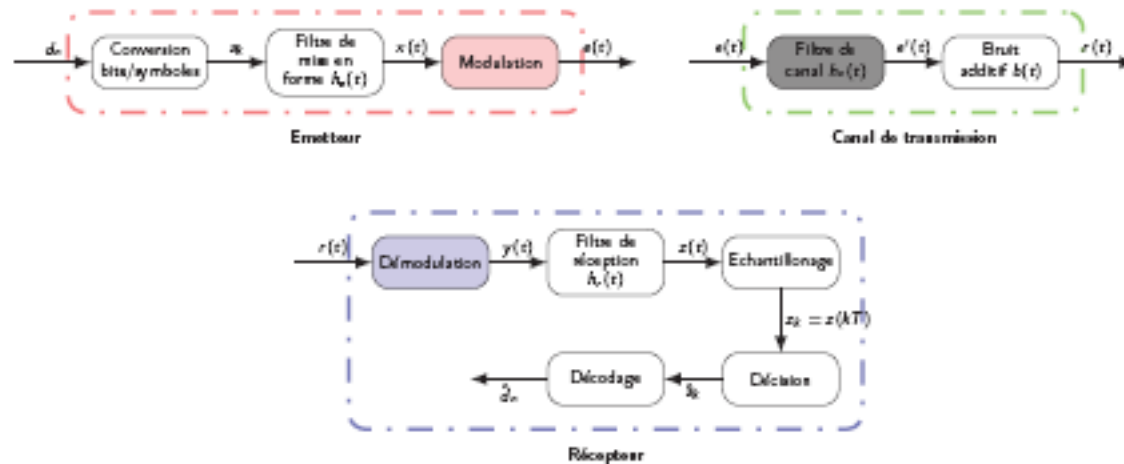 dₙ
Conversion
bits/symboles
aₖ
Filtre de
mise en
forme hₑ(t)
x(t)
Modulation
e(t)
Emetteur
e(t)
Filtre de
canal h꜀(t)
e'(t)
Bruit
additif b(t)
r(t)
Canal de transmission
r(t)
Démodulation
y(t)
Filtre de
réception
hᵣ(t)
z(t)
Echantillonage
zₖ = z(kT)
Décision
âₖ
Décodage
d̂ₙ
Récepteur